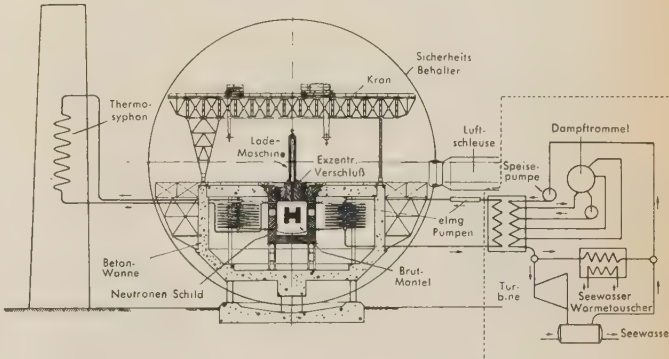 Sicherheits
Behälter
Kran
Thermo-
syphon
Lade-
Maschine
Exzentr.
Verschluß
Luft-
schleuse
Dampftrommel
Speise-
pumpe
H
elmg
Pumpen
Beton-
Wanne
Neutronen Schild
Brut-
Mantel
Tur-
bine
Seewasser
Wärmetauscher
Seewasse